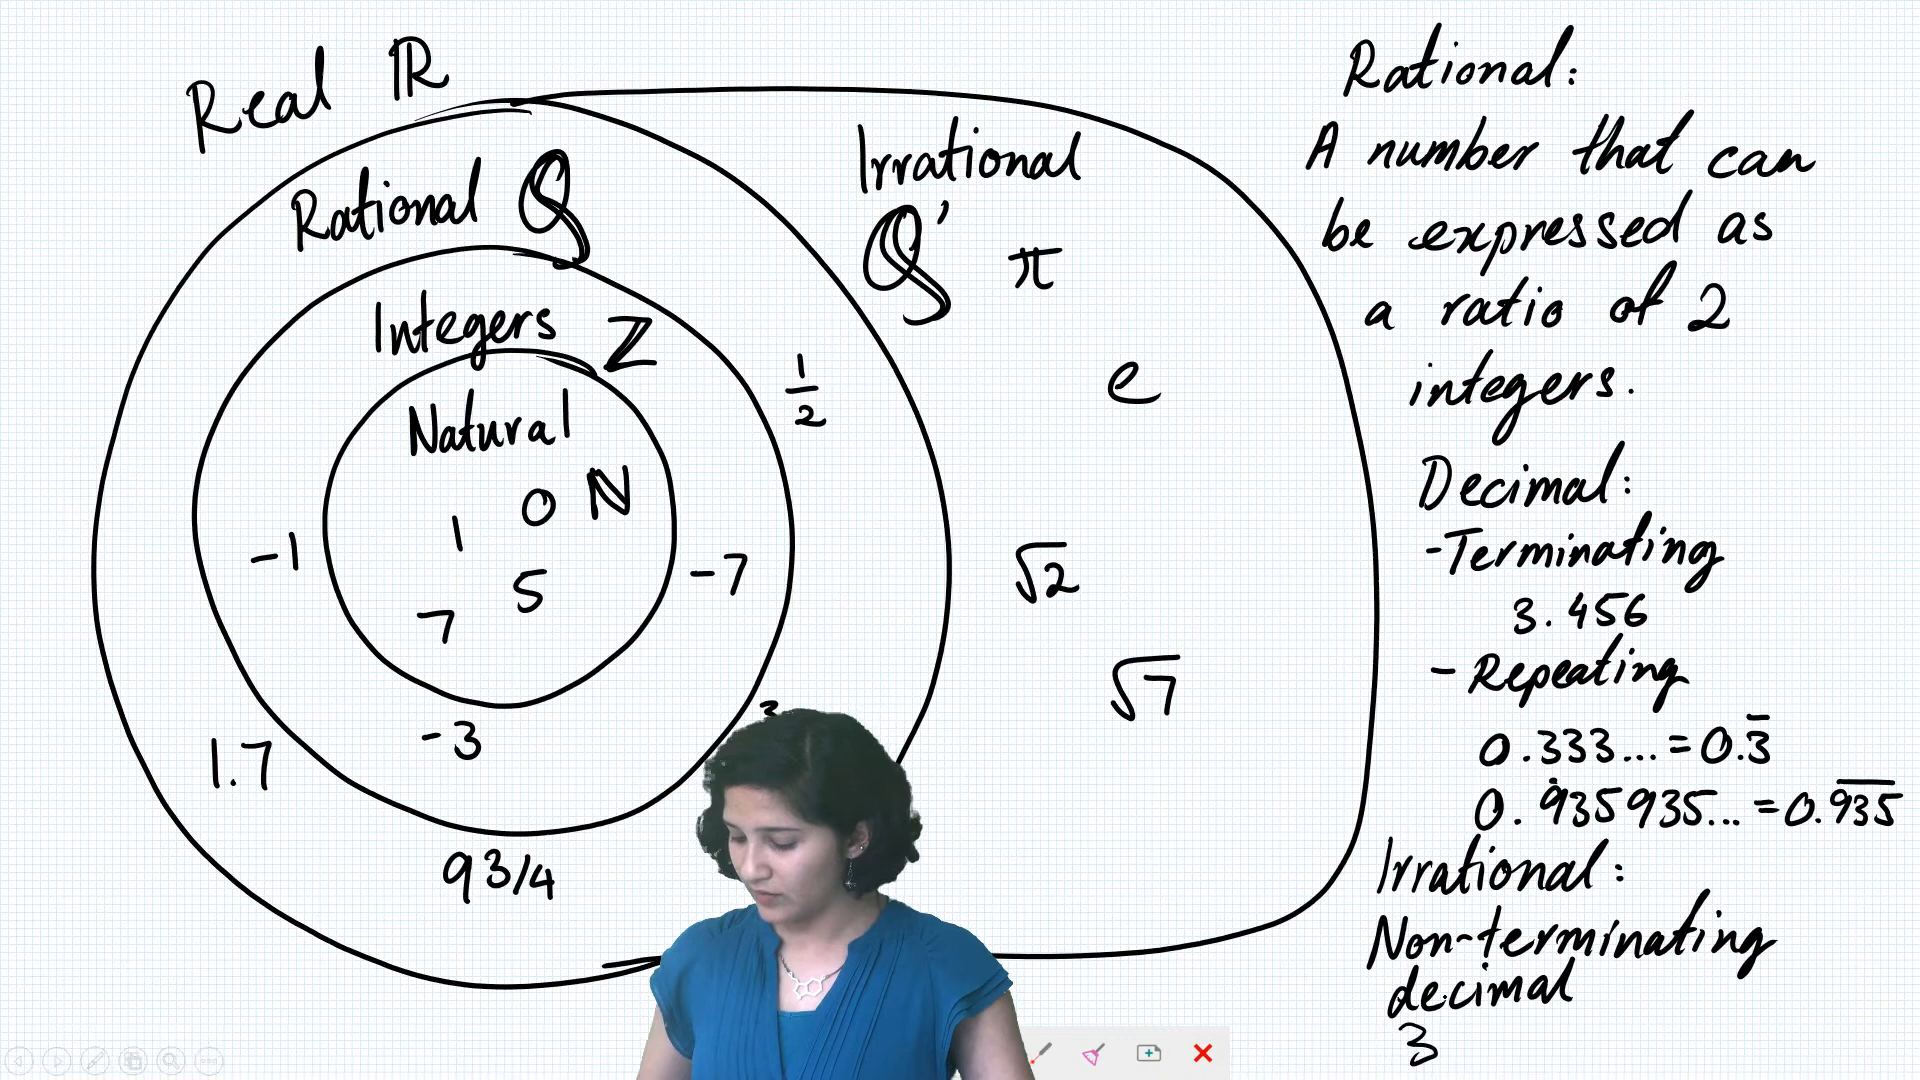 Real ℝ
Rational ℚ
Integers ℤ
Natural
0 ℕ
1
5
7
-1
-7
-3
1/2
1.7
93/4
Irrational
ℚ'
π
e
√2
√7
Rational:
A number that can
be expressed as
a ratio of 2
integers.
Decimal:
-Terminating
3.456
- Repeating
0.333... = 0.3̅
0.935935... = 0.9̅3̅5̅
Irrational:
Non-terminating
decimal
3